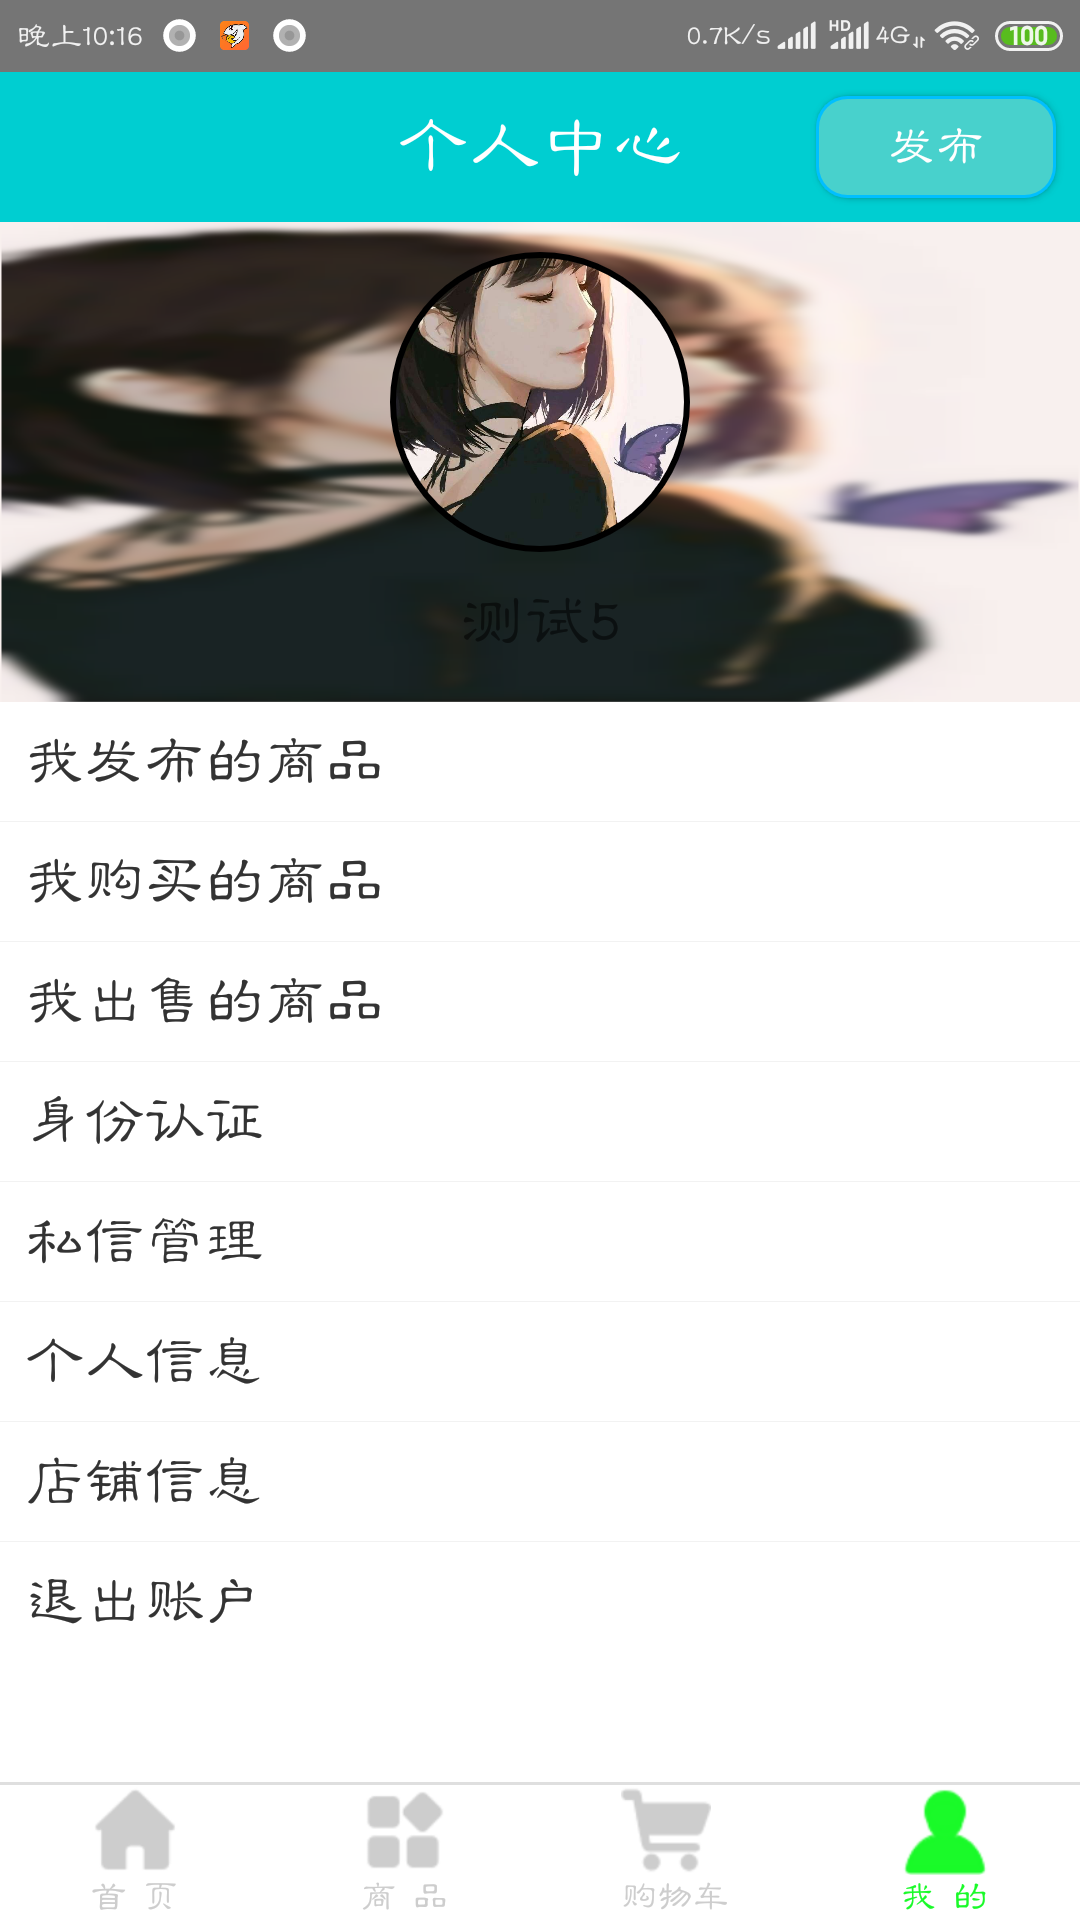 晚上10:16 0.7K/s HD 4G 100
个人中心 发布
测试5
我发布的商品
我购买的商品
我出售的商品
身份认证
私信管理
个人信息
店铺信息
退出账户
首 页 商 品 购物车 我 的